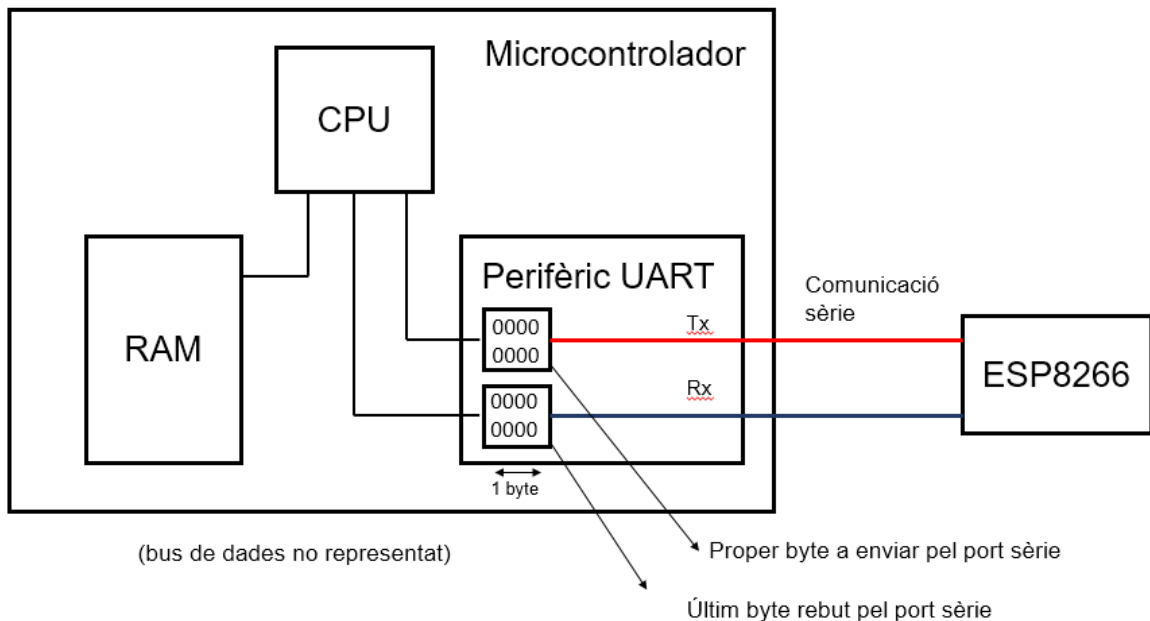 Microcontrolador
CPU
RAM
Perifèric UART
0000
0000
0000
0000
1 byte
Tx
Rx
Comunicació
sèrie
ESP8266
(bus de dades no representat)
Proper byte a enviar pel port sèrie
Últim byte rebut pel port sèrie